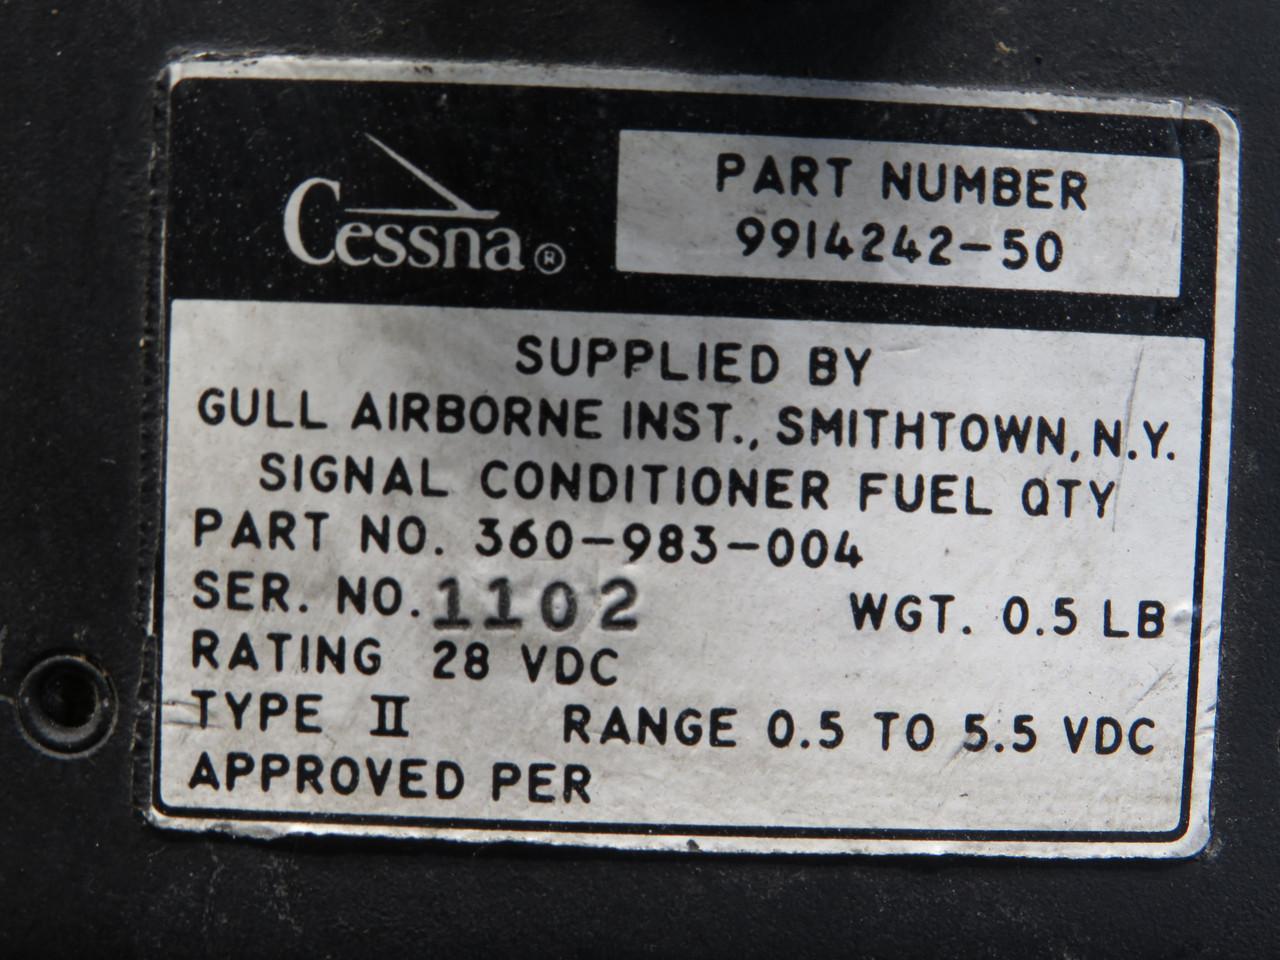 Cessna®
PART NUMBER
9914242-50
SUPPLIED BY
GULL AIRBORNE INST., SMITHTOWN, N.Y.
SIGNAL CONDITIONER FUEL QTY
PART NO. 360-983-004
SER. NO. 1102 WGT. 0.5 LB
RATING 28 VDC
TYPE II RANGE 0.5 TO 5.5 VDC
APPROVED PER